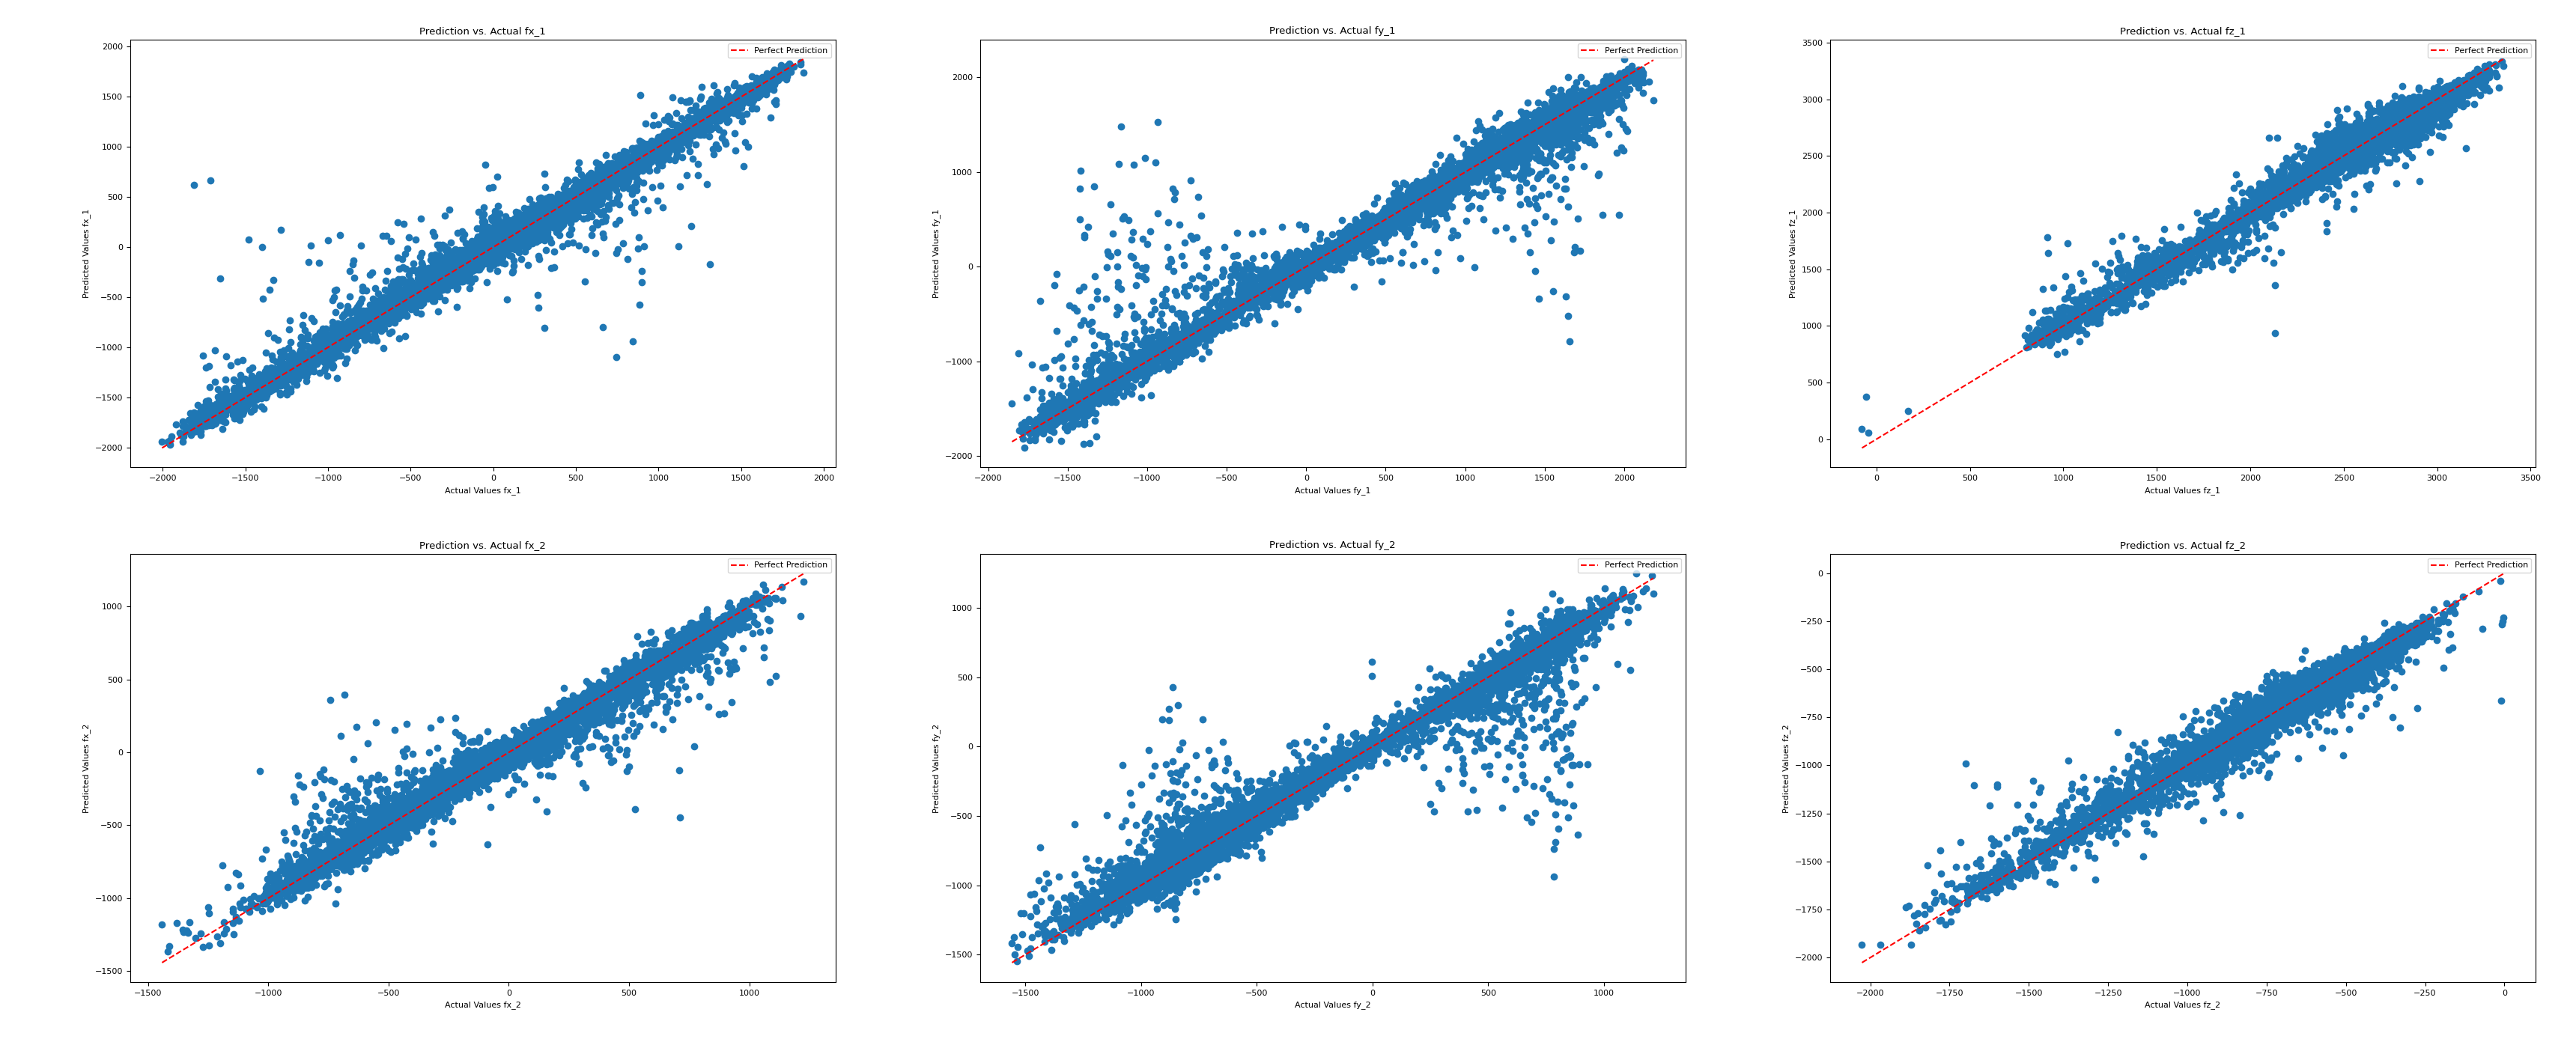 Prediction vs. Actual fx_1
Perfect Prediction
2000
1500
1000
500
0
−500
−1000
−1500
−2000
Predicted Values fx_1
−2000 −1500 −1000 −500 0 500 1000 1500 2000
Actual Values fx_1
Prediction vs. Actual fy_1
Perfect Prediction
2000
1000
0
−1000
−2000
Predicted Values fy_1
−2000 −1500 −1000 −500 0 500 1000 1500 2000
Actual Values fy_1
Prediction vs. Actual fz_1
Perfect Prediction
3500
3000
2500
2000
1500
1000
500
0
Predicted Values fz_1
0 500 1000 1500 2000 2500 3000 3500
Actual Values fz_1
Prediction vs. Actual fx_2
Perfect Prediction
1000
500
0
−500
−1000
−1500
Predicted Values fx_2
−1500 −1000 −500 0 500 1000
Actual Values fx_2
Prediction vs. Actual fy_2
Perfect Prediction
1000
500
0
−500
−1000
−1500
Predicted Values fy_2
−1500 −1000 −500 0 500 1000
Actual Values fy_2
Prediction vs. Actual fz_2
Perfect Prediction
0
−250
−500
−750
−1000
−1250
−1500
−1750
−2000
Predicted Values fz_2
−2000 −1750 −1500 −1250 −1000 −750 −500 −250 0
Actual Values fz_2